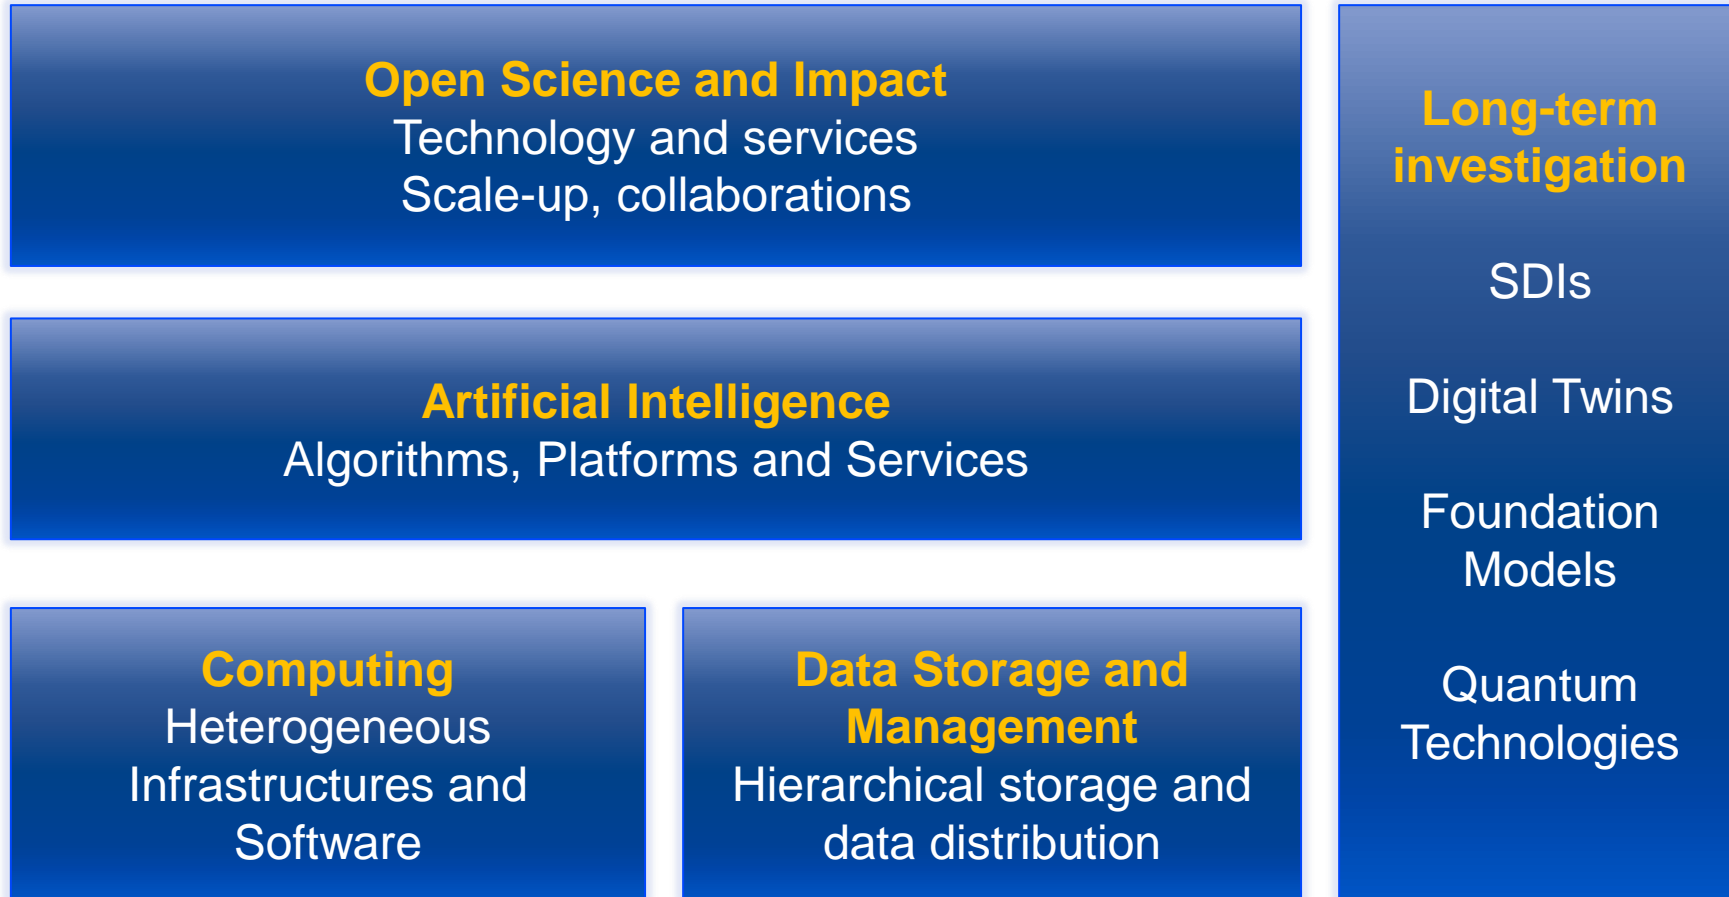 Open Science and Impact
Technology and services
Scale-up, collaborations
Artificial Intelligence
Algorithms, Platforms and Services
Computing
Heterogeneous
Infrastructures and
Software
Data Storage and
Management
Hierarchical storage and
data distribution
Long-term
investigation
SDIs
Digital Twins
Foundation
Models
Quantum
Technologies